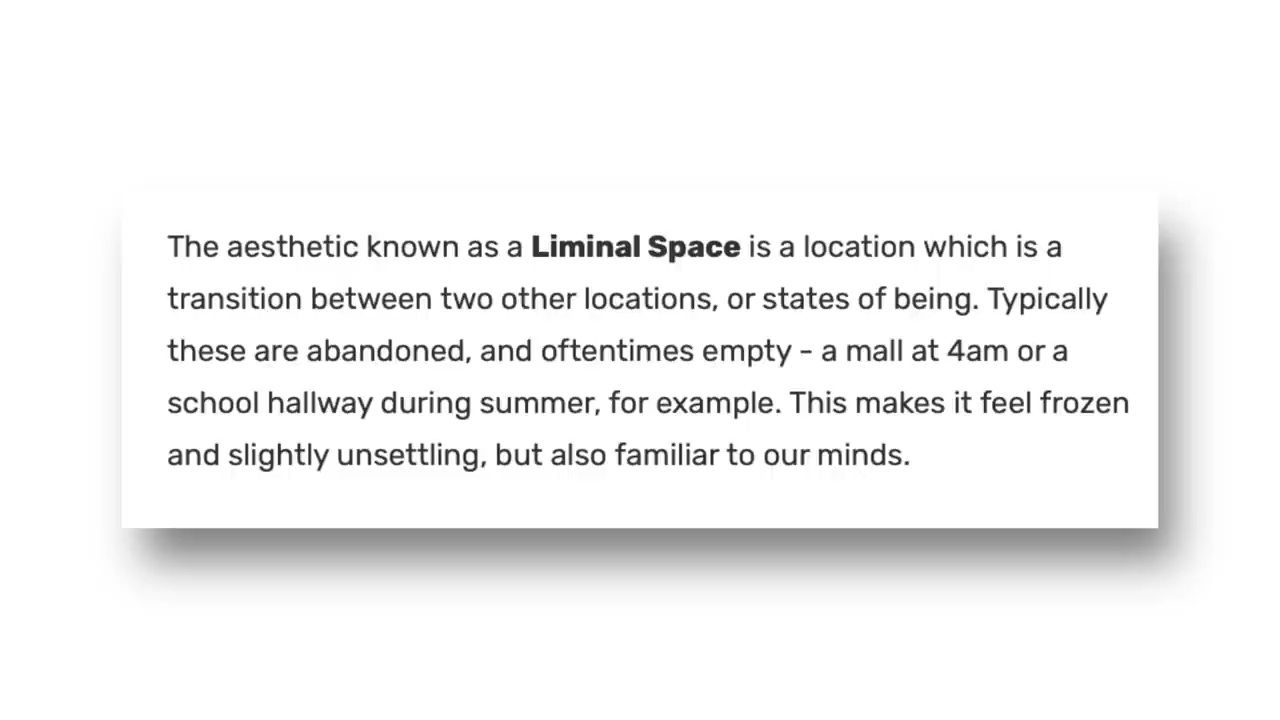 The aesthetic known as a Liminal Space is a location which is a
transition between two other locations, or states of being. Typically
these are abandoned, and oftentimes empty - a mall at 4am or a
school hallway during summer, for example. This makes it feel frozen
and slightly unsettling, but also familiar to our minds.